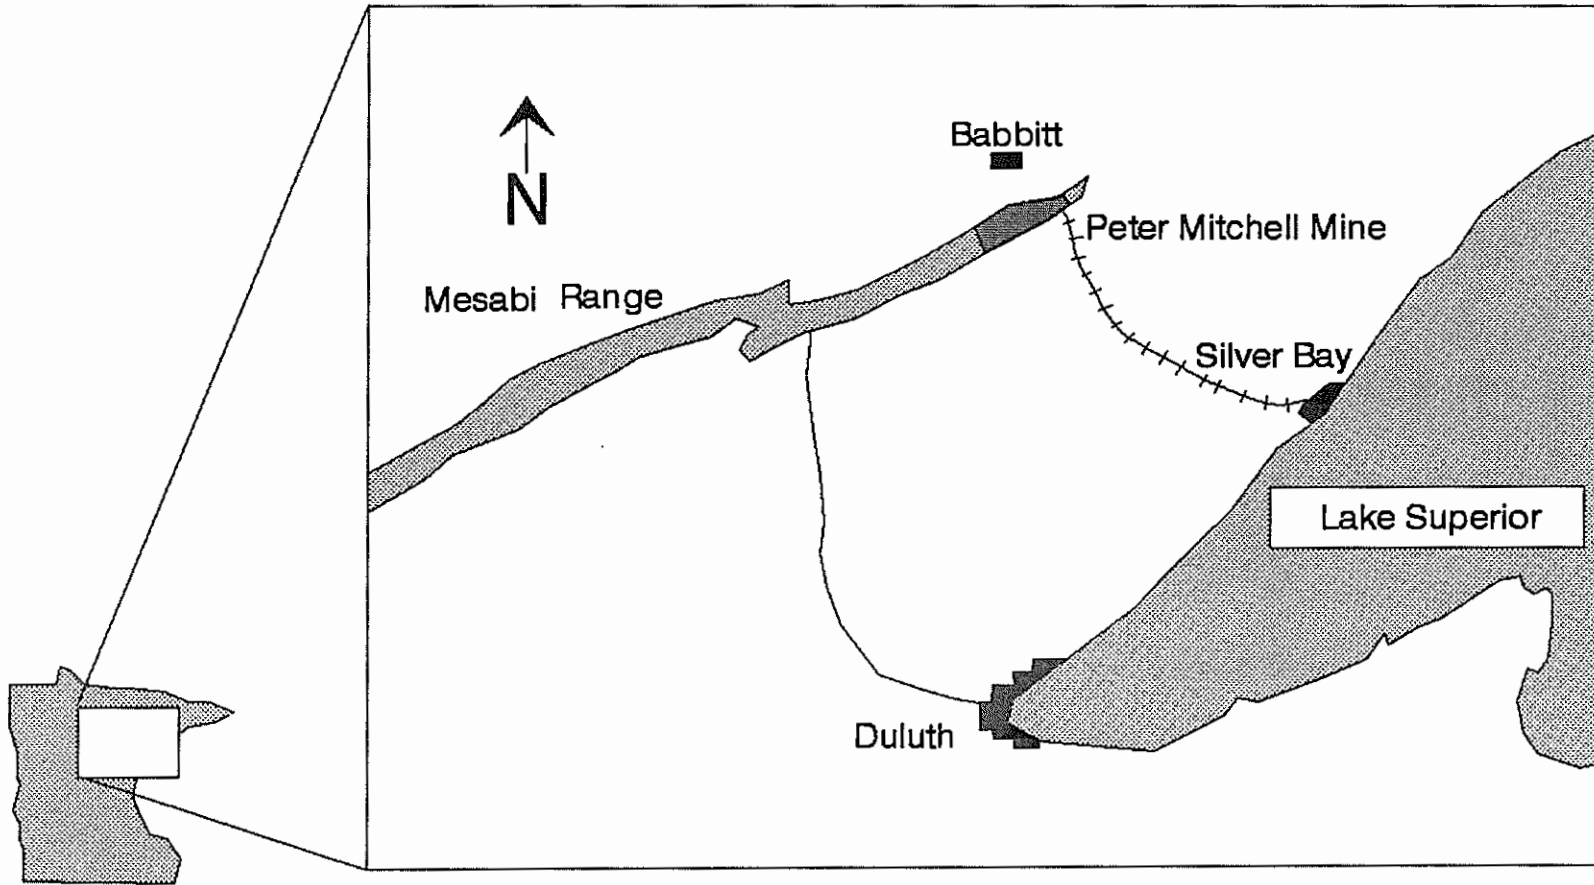 Babbitt
N
Peter Mitchell Mine
Mesabi Range
Silver Bay
Lake Superior
Duluth